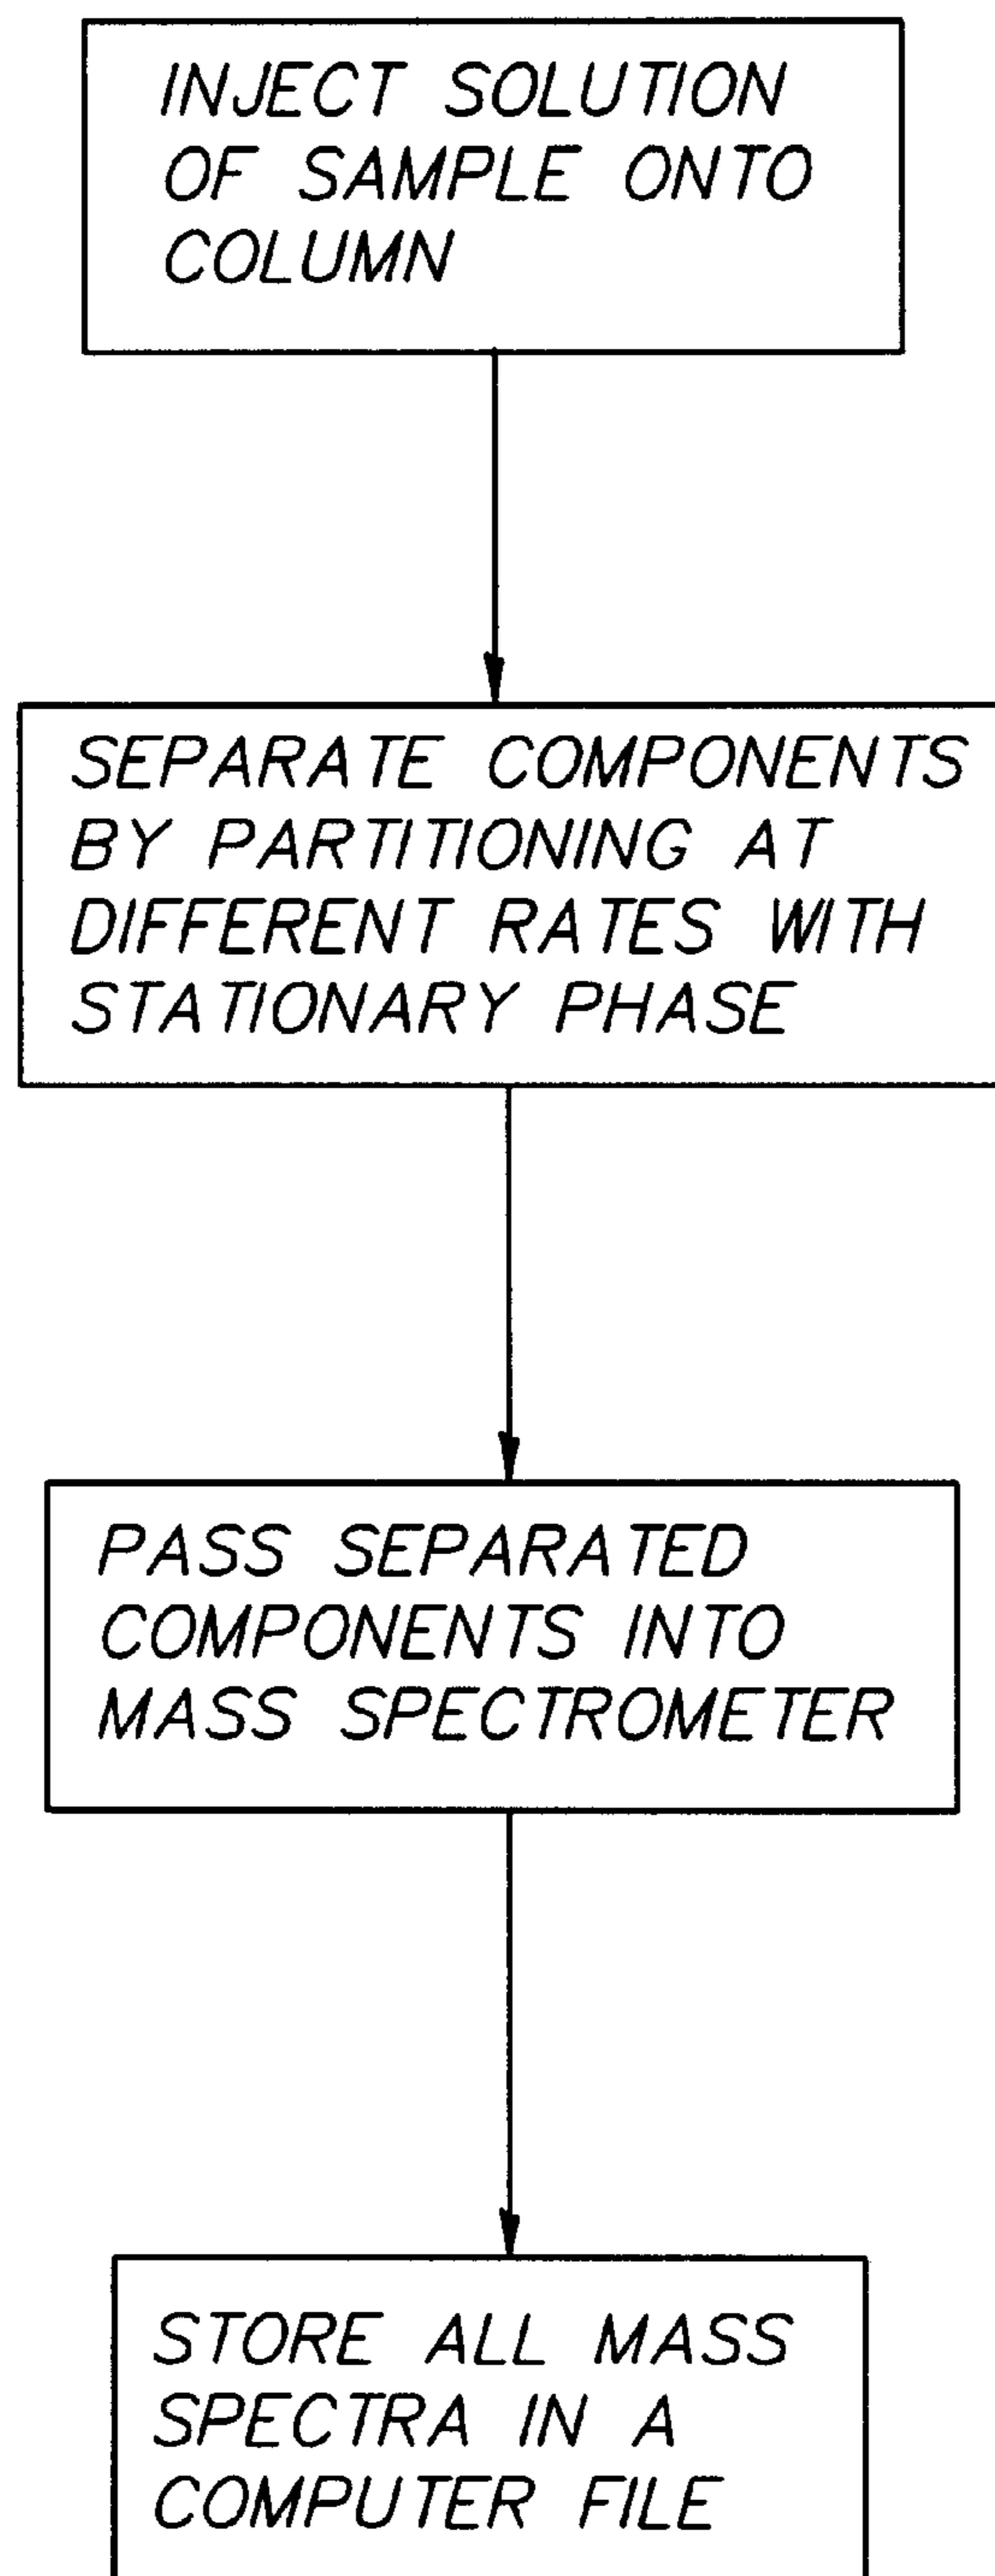 INJECT SOLUTION
OF SAMPLE ONTO
COLUMN
SEPARATE COMPONENTS
BY PARTITIONING AT
DIFFERENT RATES WITH
STATIONARY PHASE
PASS SEPARATED
COMPONENTS INTO
MASS SPECTROMETER
STORE ALL MASS
SPECTRA IN A
COMPUTER FILE